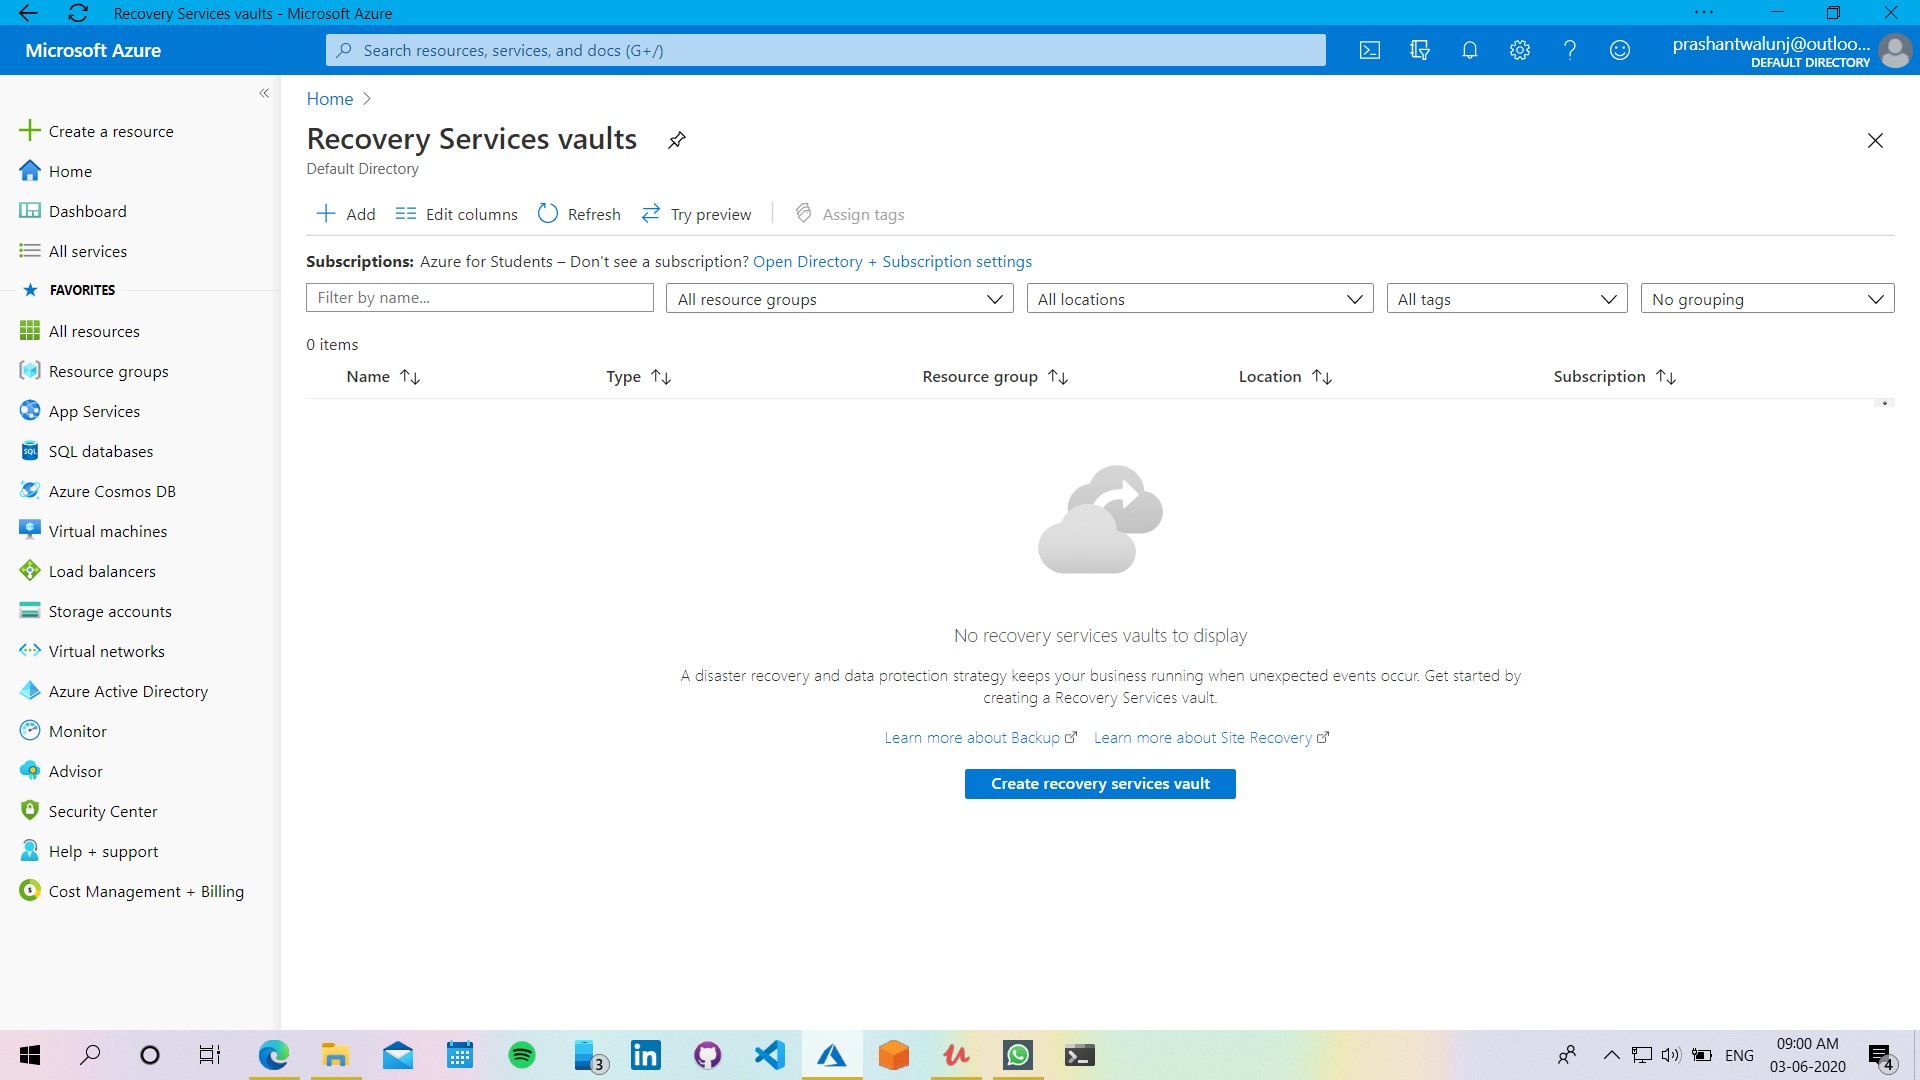 Recovery Services vaults - Microsoft Azure
Microsoft Azure
Search resources, services, and docs (G+/)
prashantwalunj@outloo...
DEFAULT DIRECTORY
Create a resource
Home
Dashboard
All services
FAVORITES
All resources
Resource groups
App Services
SQL databases
Azure Cosmos DB
Virtual machines
Load balancers
Storage accounts
Virtual networks
Azure Active Directory
Monitor
Advisor
Security Center
Help + support
Cost Management + Billing
Home
Recovery Services vaults
Default Directory
Add Edit columns Refresh Try preview Assign tags
Subscriptions: Azure for Students – Don't see a subscription? Open Directory + Subscription settings
Filter by name... All resource groups All locations All tags No grouping
0 items
Name Type Resource group Location Subscription
No recovery services vaults to display
A disaster recovery and data protection strategy keeps your business running when unexpected events occur. Get started by
creating a Recovery Services vault.
Learn more about Backup Learn more about Site Recovery
Create recovery services vault
3
ENG
09:00 AM
03-06-2020
4